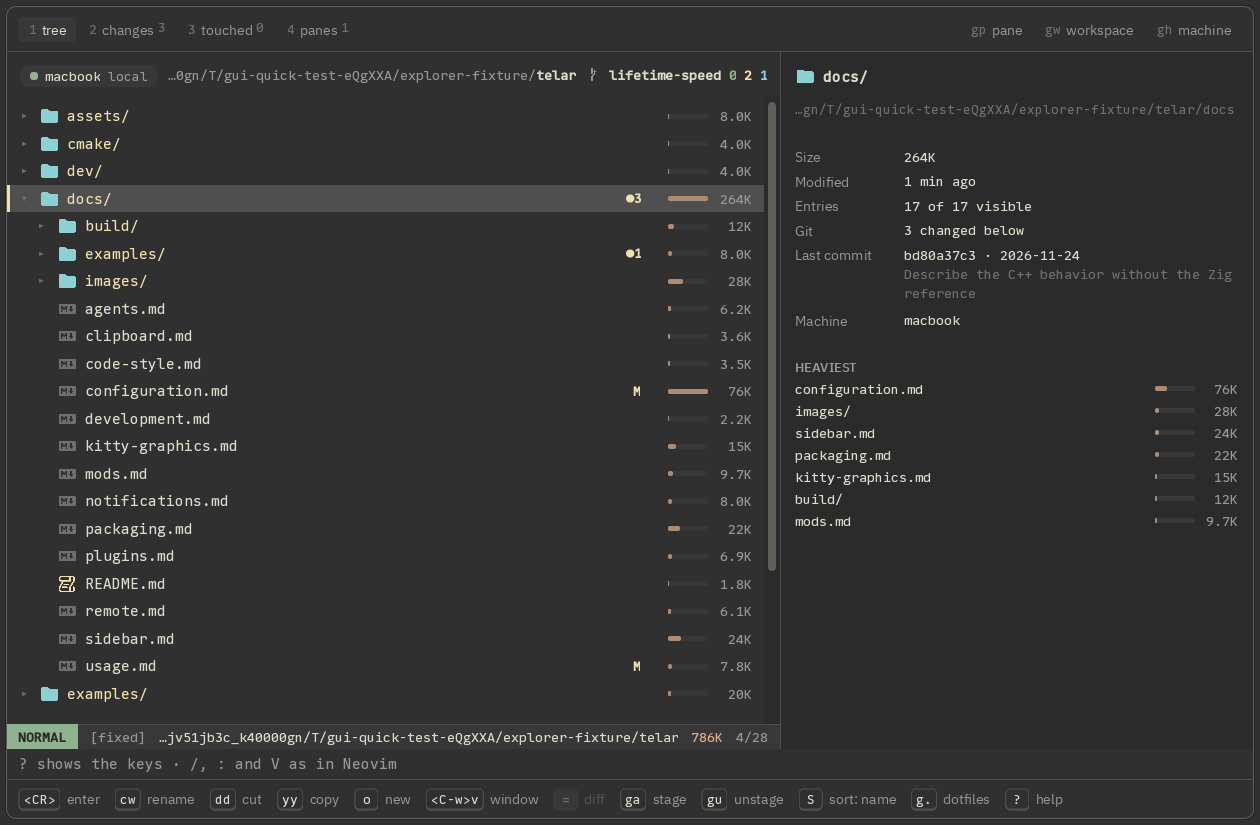 1 tree 2 changes 3 3 touched 0 4 panes 1 gp pane gw workspace gh machine
macbook local …0gn/T/gui-quick-test-eQgXXA/explorer-fixture/telar lifetime-speed 0 2 1
assets/ 8.0K
cmake/ 4.0K
dev/ 4.0K
docs/ ●3 264K
build/ 12K
examples/ ●1 8.0K
images/ 28K
agents.md 6.2K
clipboard.md 3.6K
code-style.md 3.5K
configuration.md M 76K
development.md 2.2K
kitty-graphics.md 15K
mods.md 9.7K
notifications.md 8.0K
packaging.md 22K
plugins.md 6.9K
README.md 1.8K
remote.md 6.1K
sidebar.md 24K
usage.md M 7.8K
examples/ 20K
NORMAL [fixed] …jv51jb3c_k40000gn/T/gui-quick-test-eQgXXA/explorer-fixture/telar 786K 4/28
docs/
…gn/T/gui-quick-test-eQgXXA/explorer-fixture/telar/docs
Size 264K
Modified 1 min ago
Entries 17 of 17 visible
Git 3 changed below
Last commit bd80a37c3 · 2026-11-24
Describe the C++ behavior without the Zig
reference
Machine macbook
HEAVIEST
configuration.md 76K
images/ 28K
sidebar.md 24K
packaging.md 22K
kitty-graphics.md 15K
build/ 12K
mods.md 9.7K
? shows the keys · /, : and V as in Neovim
<CR> enter cw rename dd cut yy copy o new <C-w>v window = diff ga stage gu unstage S sort: name g. dotfiles ? help